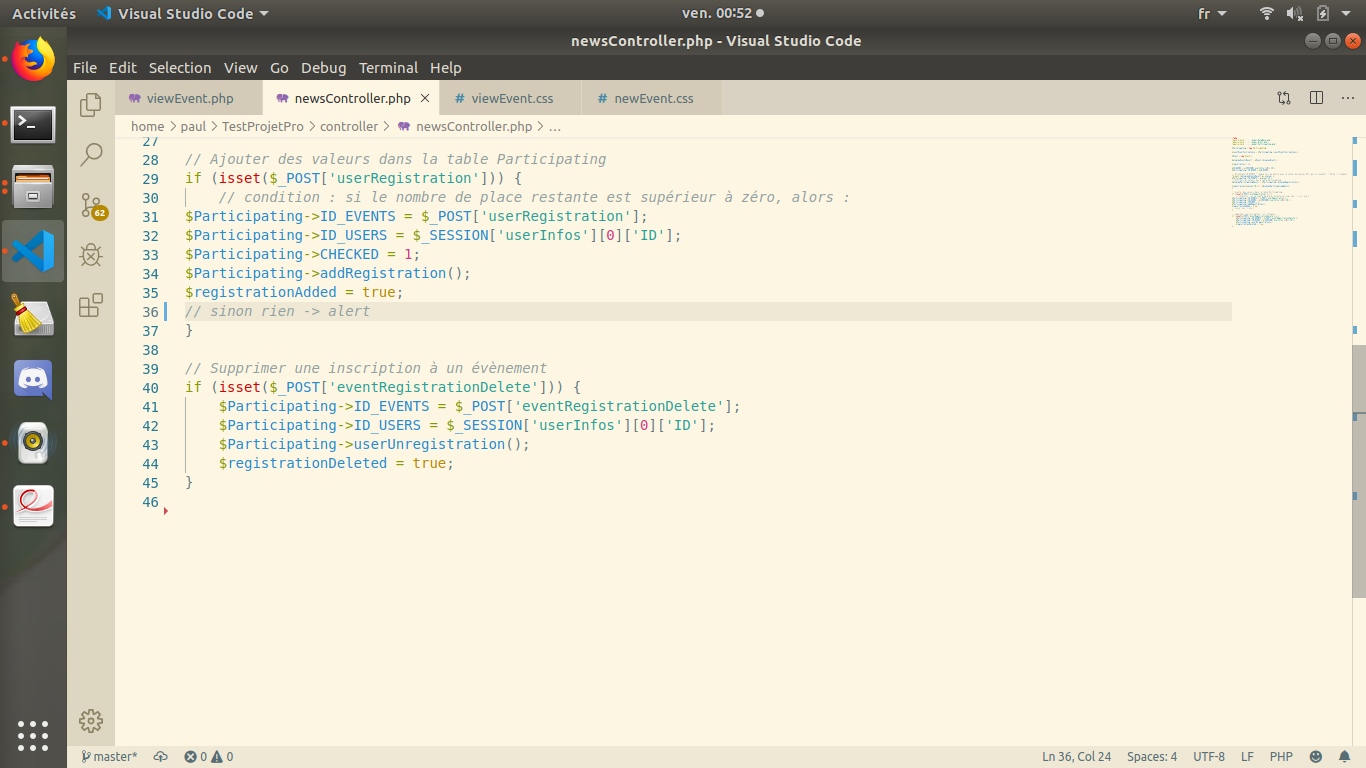 Activités Visual Studio Code ven. 00:52 fr
newsController.php - Visual Studio Code
File Edit Selection View Go Debug Terminal Help
viewEvent.php newsController.php # viewEvent.css # newEvent.css
home > paul > TestProjetPro > controller > newsController.php > ...
27
28 // Ajouter des valeurs dans la table Participating
29 if (isset($_POST['userRegistration'])) {
30 // condition : si le nombre de place restante est supérieur à zéro, alors :
31 $Participating->ID_EVENTS = $_POST['userRegistration'];
32 $Participating->ID_USERS = $_SESSION['userInfos'][0]['ID'];
33 $Participating->CHECKED = 1;
34 $Participating->addRegistration();
35 $registrationAdded = true;
36 // sinon rien -> alert
37 }
38
39 // Supprimer une inscription à un évènement
40 if (isset($_POST['eventRegistrationDelete'])) {
41 $Participating->ID_EVENTS = $_POST['eventRegistrationDelete'];
42 $Participating->ID_USERS = $_SESSION['userInfos'][0]['ID'];
43 $Participating->userUnregistration();
44 $registrationDeleted = true;
45 }
46
62
master* 0 0 Ln 36, Col 24 Spaces: 4 UTF-8 LF PHP